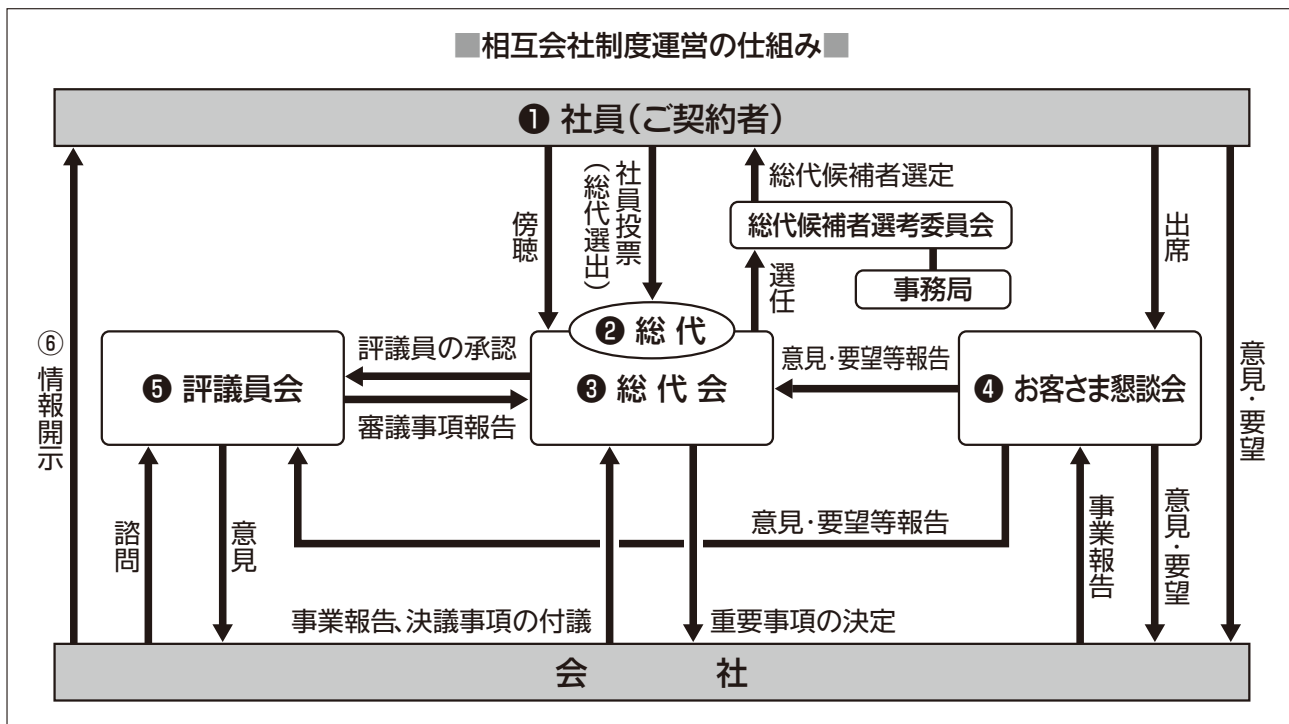 ■相互会社制度運営の仕組み■
❶ 社員（ご契約者）
傍聴
社員投票
（総代選出）
総代候補者選定
総代候補者選考委員会
事務局
選任
出席
意見・要望
⑥情報開示
❷ 総代
❸ 総代会
評議員の承認
審議事項報告
❺ 評議員会
意見・要望等報告
❹ お客さま懇談会
諮問
意見
意見・要望等報告
事業報告
意見・要望
事業報告、決議事項の付議
重要事項の決定
会社